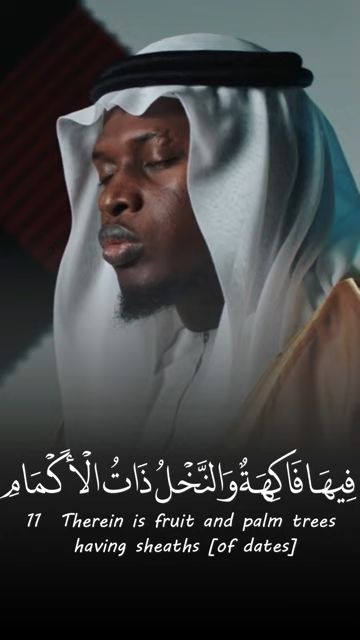 فِيهَا فَاكِهَةٌ وَالنَّخْلُ ذَاتُ الْأَكْمَامِ
11 Therein is fruit and palm trees
having sheaths [of dates]